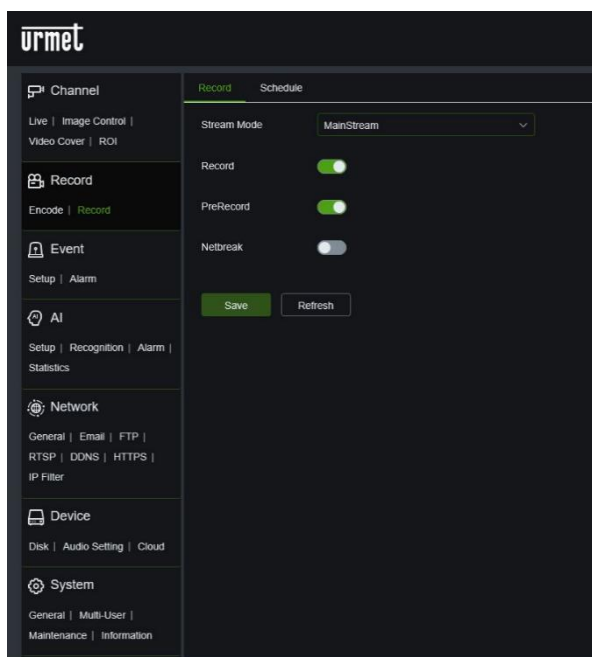 urmet
Channel
Live | Image Control |
Video Cover | ROI
Record
Encode | Record
Event
Setup | Alarm
AI
AI
Setup | Recognition | Alarm |
Statistics
Network
General | Email | FTP |
RTSP | DDNS | HTTPS |
IP Filter
Device
Disk | Audio Setting | Cloud
System
General | Multi-User |
Maintenance | Information
Record Schedule
Stream Mode MainStream
Record
PreRecord
Netbreak
Save Refresh